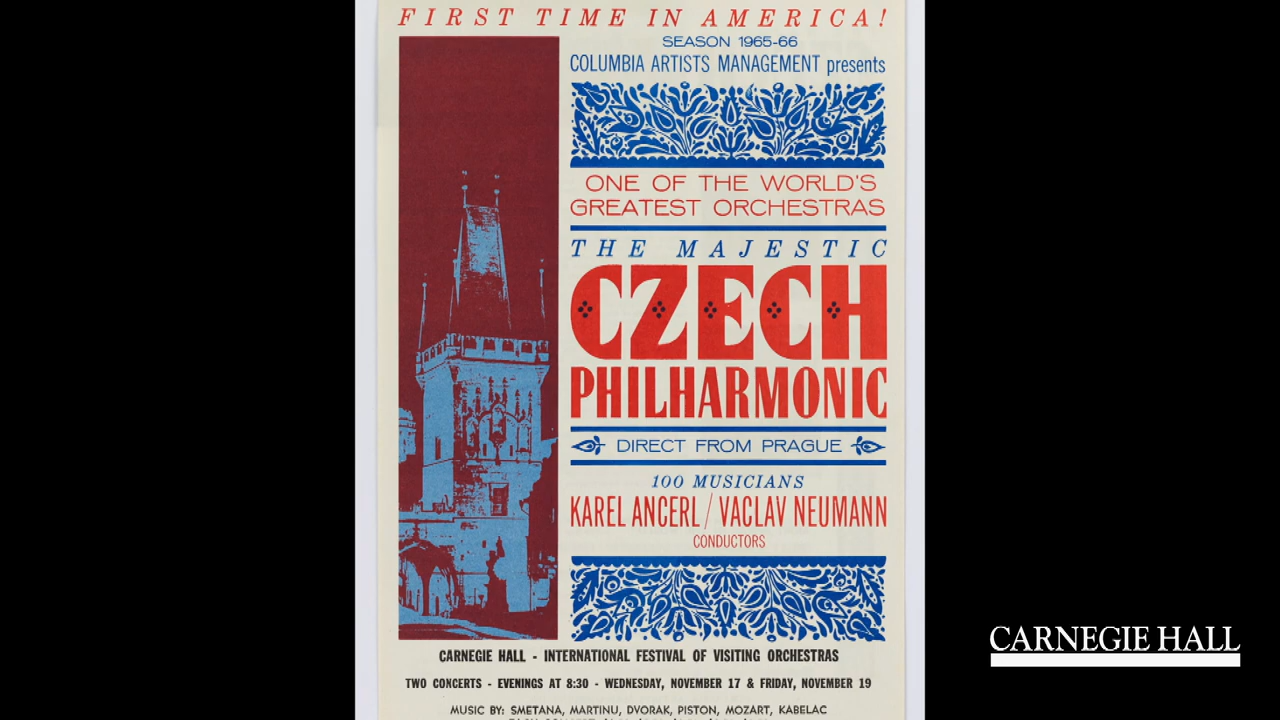 FIRST TIME IN AMERICA!
SEASON 1965-66
COLUMBIA ARTISTS MANAGEMENT presents
ONE OF THE WORLD'S
GREATEST ORCHESTRAS
THE MAJESTIC
CZECH
PHILHARMONIC
DIRECT FROM PRAGUE
100 MUSICIANS
KAREL ANCERL / VACLAV NEUMANN
CONDUCTORS
CARNEGIE HALL - INTERNATIONAL FESTIVAL OF VISITING ORCHESTRAS
TWO CONCERTS - EVENINGS AT 8:30 - WEDNESDAY, NOVEMBER 17 & FRIDAY, NOVEMBER 19
MUSIC BY: SMETANA, MARTINU, DVORAK, PISTON, MOZART, KABELAC
CARNEGIE HALL